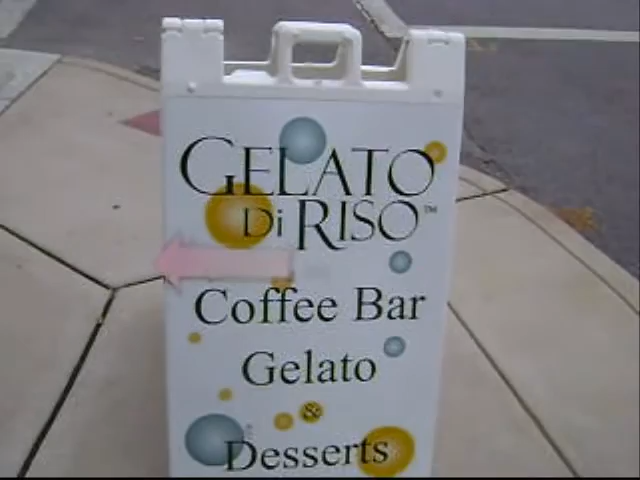 GELATO
Di RISO™
Coffee Bar
Gelato
&
Desserts